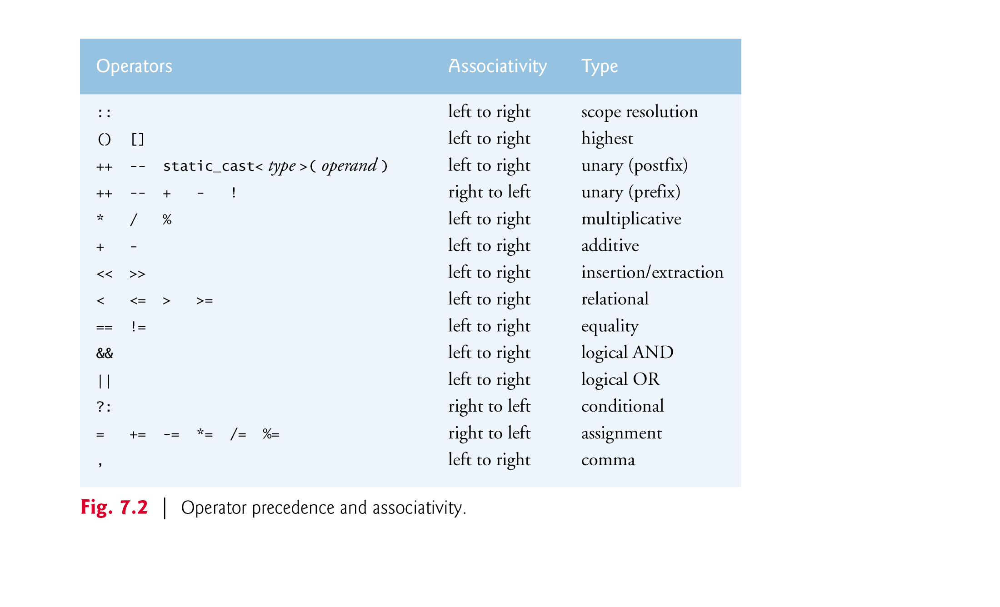 Operators Associativity Type
:: left to right scope resolution
() [] left to right highest
++ -- static_cast< type >( operand ) left to right unary (postfix)
++ -- + - ! right to left unary (prefix)
* / % left to right multiplicative
+ - left to right additive
<< >> left to right insertion/extraction
< <= > >= left to right relational
== != left to right equality
&& left to right logical AND
|| left to right logical OR
?: right to left conditional
= += -= *= /= %= right to left assignment
, left to right comma
Fig. 7.2 | Operator precedence and associativity.